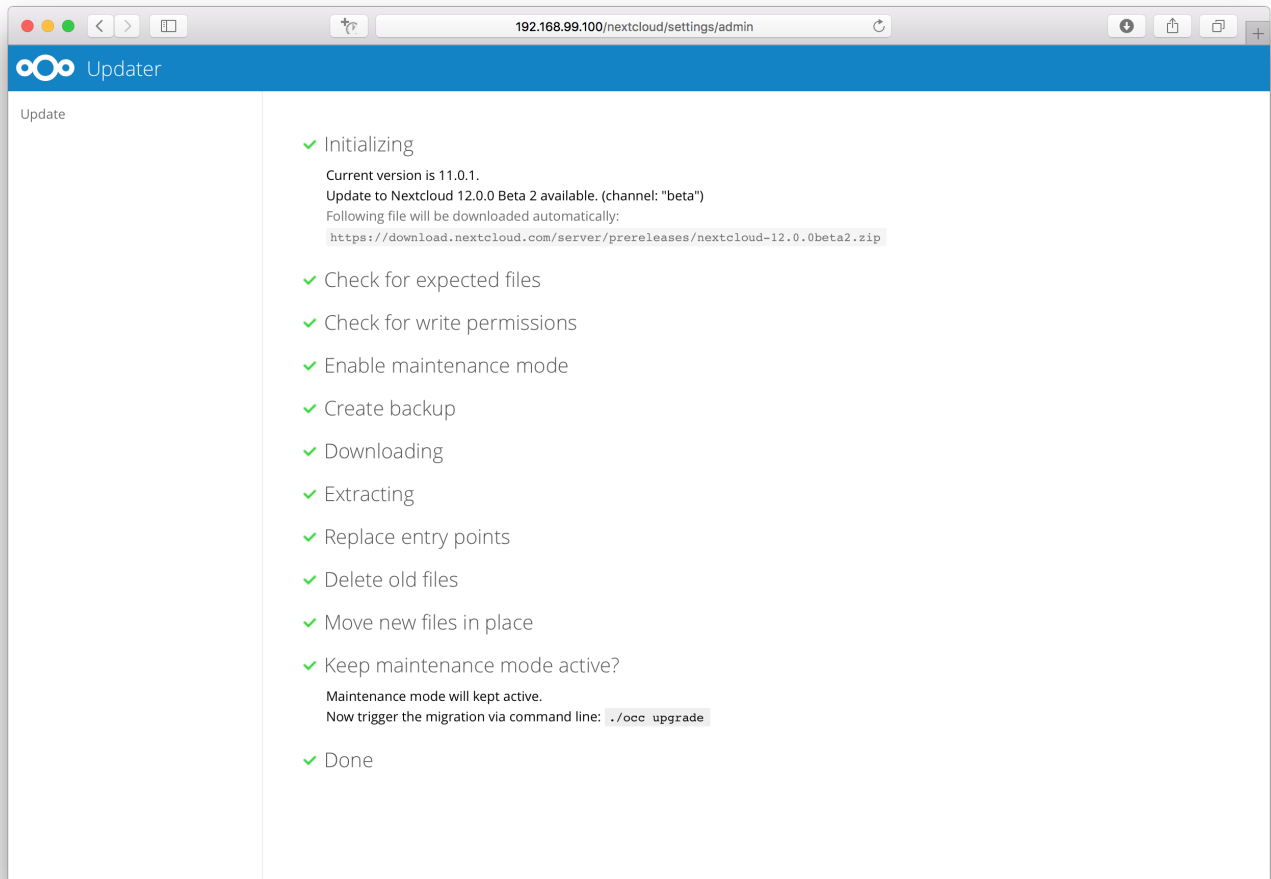 192.168.99.100/nextcloud/settings/admin
Updater
Update
Initializing
Current version is 11.0.1.
Update to Nextcloud 12.0.0 Beta 2 available. (channel: "beta")
Following file will be downloaded automatically:
https://download.nextcloud.com/server/prereleases/nextcloud-12.0.0beta2.zip
Check for expected files
Check for write permissions
Enable maintenance mode
Create backup
Downloading
Extracting
Replace entry points
Delete old files
Move new files in place
Keep maintenance mode active?
Maintenance mode will kept active.
Now trigger the migration via command line: ./occ upgrade
Done